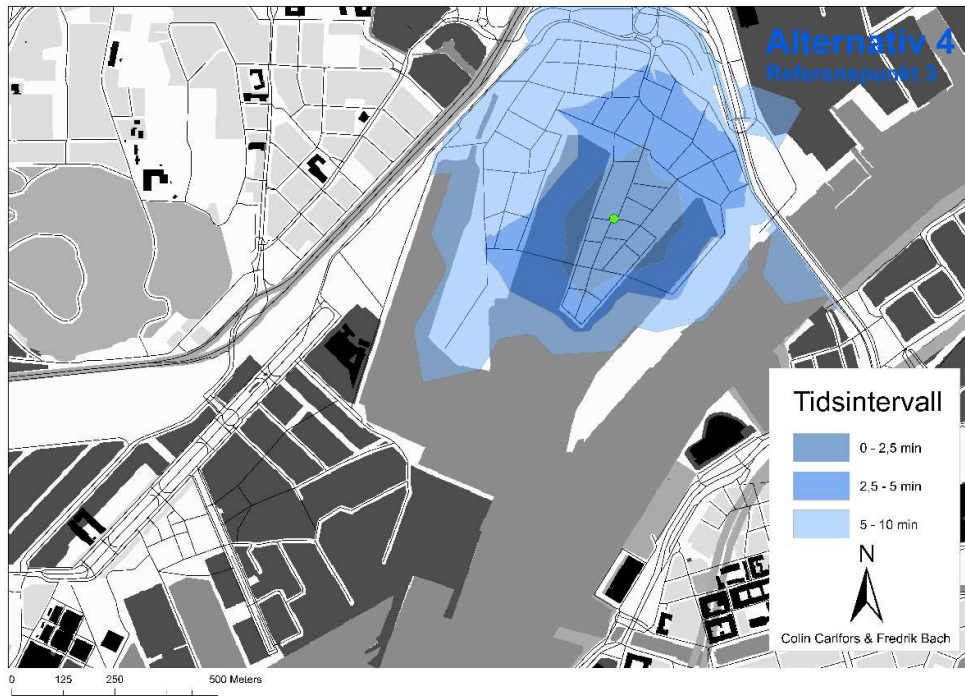 Alternativ 4
Referenspunkt 3
Tidsintervall
0 - 2,5 min
2,5 - 5 min
5 - 10 min
N
Colin Carlfors & Fredrik Bach
0 125 250 500 Meters